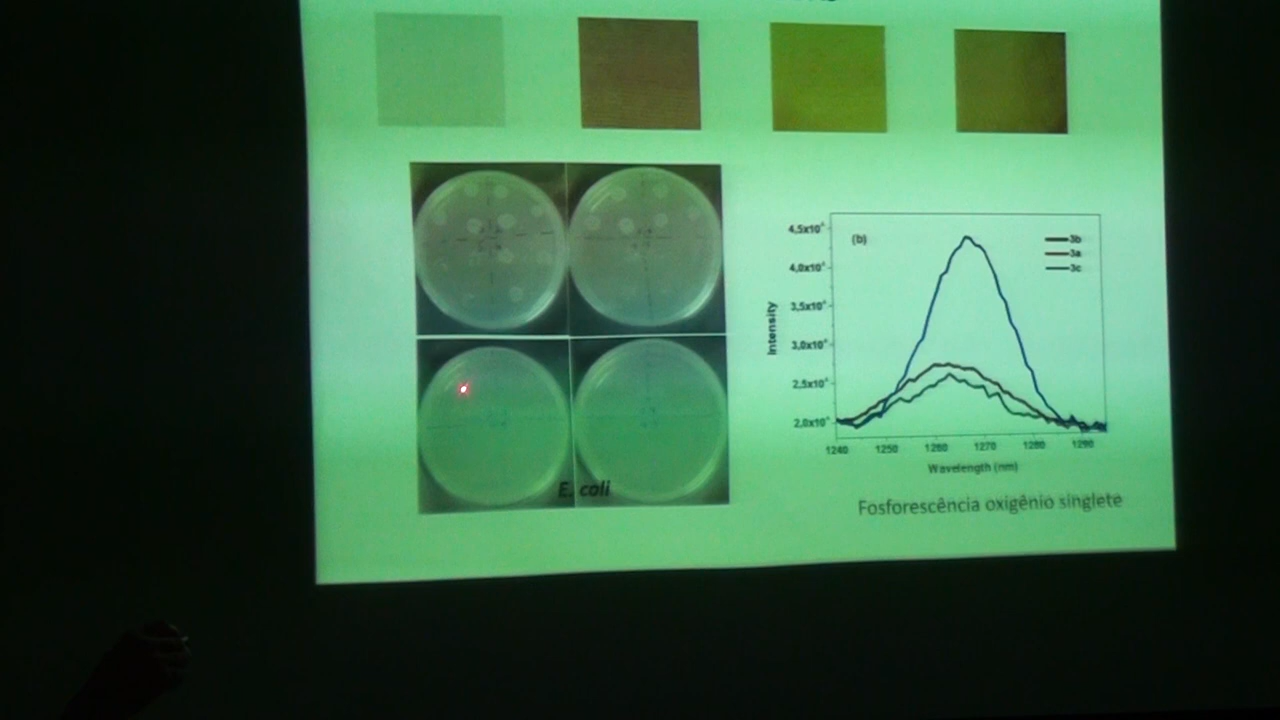 E. coli
(b)
3b
3a
3c
4,5x10⁴
4,0x10⁴
3,5x10⁴
3,0x10⁴
2,5x10⁴
2,0x10⁴
Intensity
1240 1250 1260 1270 1280 1290
Wavelength (nm)
Fosforescência oxigênio singlete